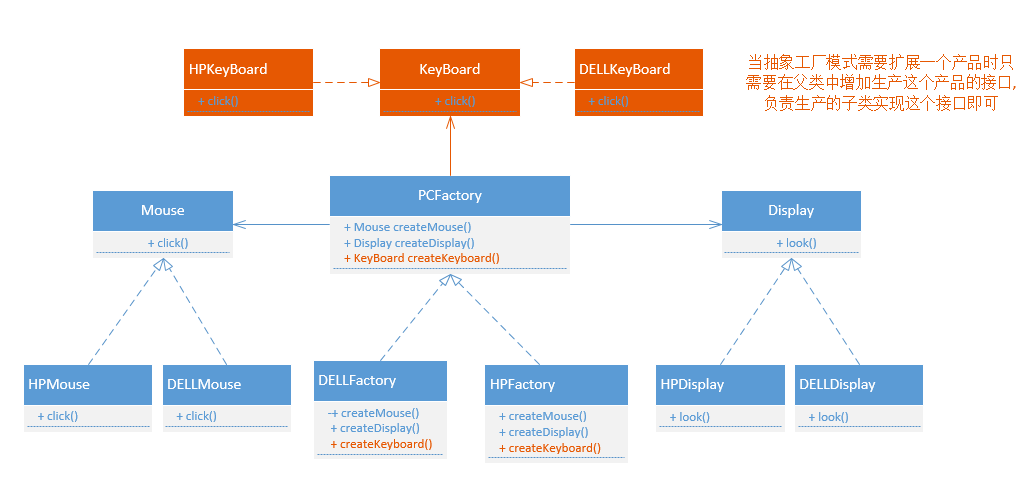 HPKeyBoard
+ click()
KeyBoard
+ click()
DELLKeyBoard
+ click()
当抽象工厂模式需要扩展一个产品时只
需要在父类中增加生产这个产品的接口,
负责生产的子类实现这个接口即可
Mouse
+ click()
PCFactory
+ Mouse createMouse()
+ Display createDisplay()
+ KeyBoard createKeyboard()
Display
+ look()
HPMouse
+ click()
DELLMouse
+ click()
DELLFactory
+ createMouse()
+ createDisplay()
+ createKeyboard()
HPFactory
+ createMouse()
+ createDisplay()
+ createKeyboard()
HPDisplay
+ look()
DELLDisplay
+ look()